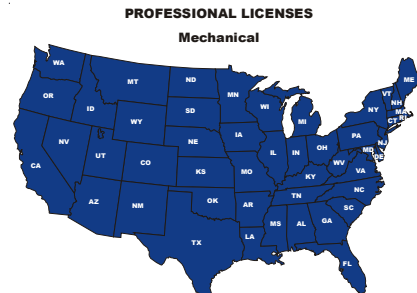 PROFESSIONAL LICENSES
Mechanical
WA
MT
ND
MN
ME
VT
NH
OR
ID
WY
SD
WI
MI
NY
MA
RI
CT
NV
UT
CO
NE
IA
IL
IN
OH
PA
NJ
MD
DE
CA
KS
MO
KY
WV
VA
AZ
NM
OK
AR
TN
NC
SC
TX
LA
MS
AL
GA
FL